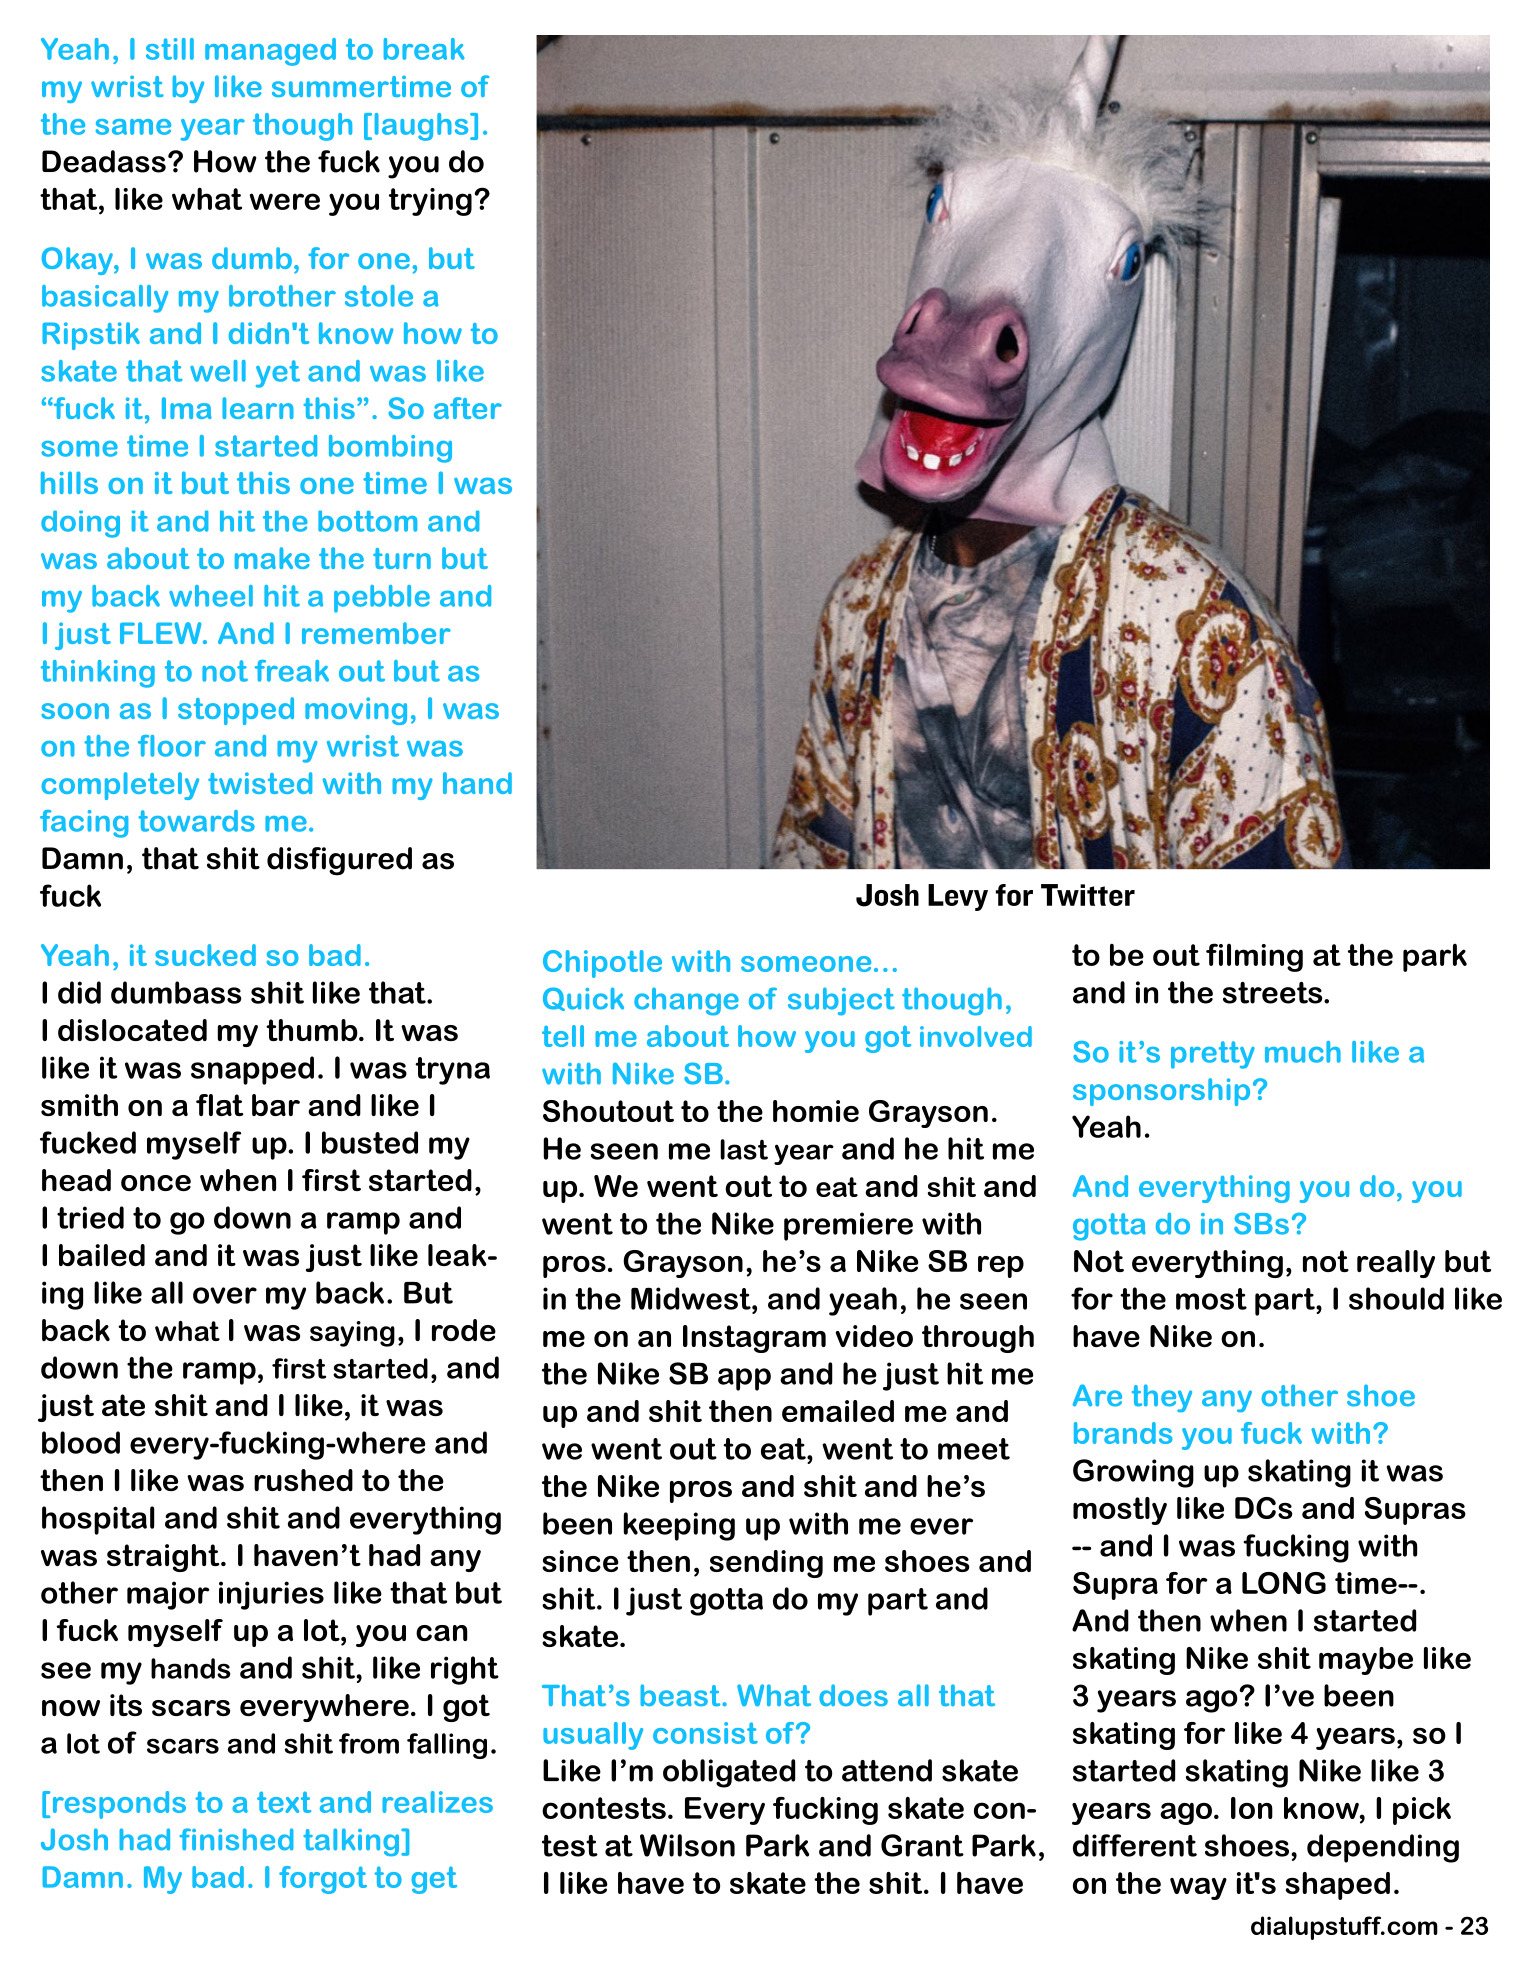 Yeah, I still managed to break
my wrist by like summertime of
the same year though [laughs].
Deadass? How the fuck you do
that, like what were you trying?
Okay, I was dumb, for one, but
basically my brother stole a
Ripstik and I didn't know how to
skate that well yet and was like
“fuck it, Ima learn this”. So after
some time I started bombing
hills on it but this one time I was
doing it and hit the bottom and
was about to make the turn but
my back wheel hit a pebble and
I just FLEW. And I remember
thinking to not freak out but as
soon as I stopped moving, I was
on the floor and my wrist was
completely twisted with my hand
facing towards me.
Damn, that shit disfigured as
fuck
Yeah, it sucked so bad.
I did dumbass shit like that.
I dislocated my thumb. It was
like it was snapped. I was tryna
smith on a flat bar and like I
fucked myself up. I busted my
head once when I first started,
I tried to go down a ramp and
I bailed and it was just like leak-
ing like all over my back. But
back to what I was saying, I rode
down the ramp, first started, and
just ate shit and I like, it was
blood every-fucking-where and
then I like was rushed to the
hospital and shit and everything
was straight. I haven’t had any
other major injuries like that but
I fuck myself up a lot, you can
see my hands and shit, like right
now its scars everywhere. I got
a lot of scars and shit from falling.
[responds to a text and realizes
Josh had finished talking]
Damn. My bad. I forgot to get
Josh Levy for Twitter
Chipotle with someone...
Quick change of subject though,
tell me about how you got involved
with Nike SB.
Shoutout to the homie Grayson.
He seen me last year and he hit me
up. We went out to eat and shit and
went to the Nike premiere with
pros. Grayson, he’s a Nike SB rep
in the Midwest, and yeah, he seen
me on an Instagram video through
the Nike SB app and he just hit me
up and shit then emailed me and
we went out to eat, went to meet
the Nike pros and shit and he’s
been keeping up with me ever
since then, sending me shoes and
shit. I just gotta do my part and
skate.
That’s beast. What does all that
usually consist of?
Like I’m obligated to attend skate
contests. Every fucking skate con-
test at Wilson Park and Grant Park,
I like have to skate the shit. I have
to be out filming at the park
and in the streets.
So it’s pretty much like a
sponsorship?
Yeah.
And everything you do, you
gotta do in SBs?
Not everything, not really but
for the most part, I should like
have Nike on.
Are they any other shoe
brands you fuck with?
Growing up skating it was
mostly like DCs and Supras
-- and I was fucking with
Supra for a LONG time--.
And then when I started
skating Nike shit maybe like
3 years ago? I’ve been
skating for like 4 years, so I
started skating Nike like 3
years ago. Ion know, I pick
different shoes, depending
on the way it's shaped.
dialupstuff.com - 23